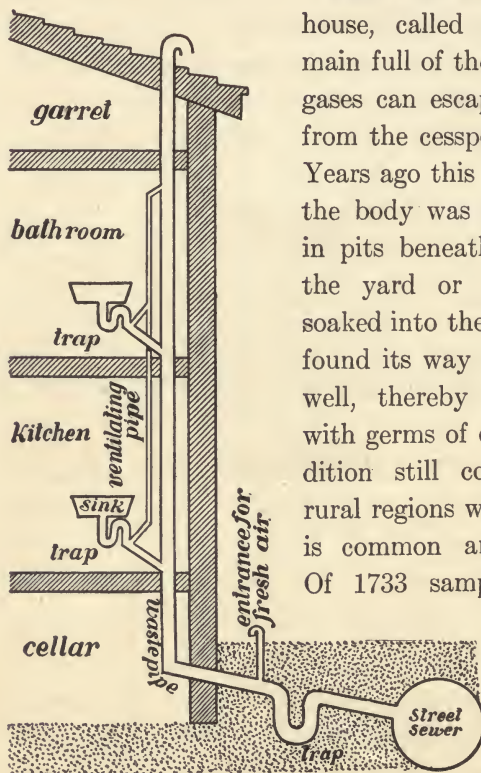 house, called
main full of the
gases can escap
from the cessp
Years ago this
the body was
in pits beneath
the yard or
soaked into the
found its way
well, thereby
with germs of
dition still co
rural regions w
is common a
Of 1733 samp
garret
bathroom
trap
kitchen
ventilating
pipe
sink
trap
cellar
wastepipe
entrance for
fresh air
trap
Street
Sewer